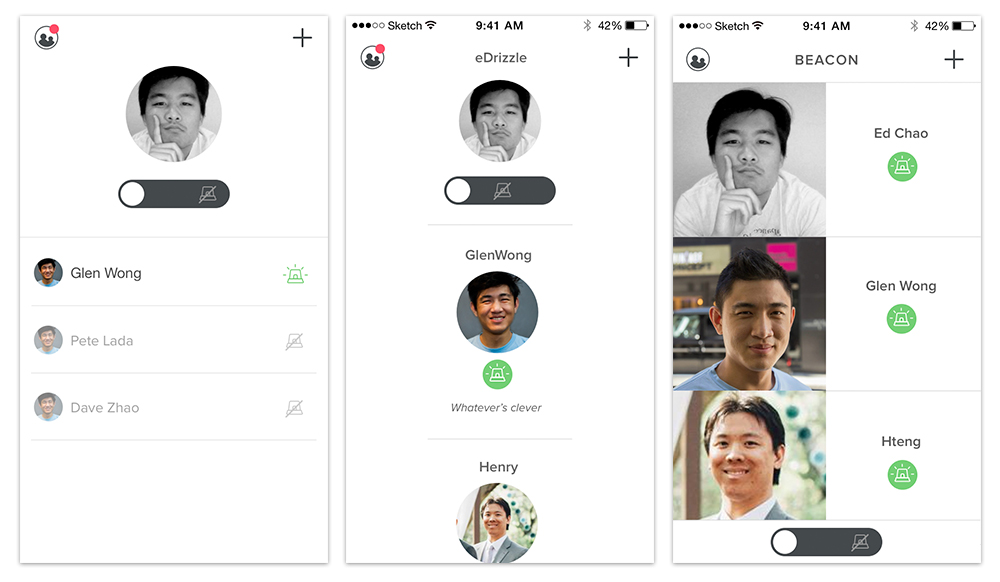 Glen Wong
Pete Lada
Dave Zhao
Sketch 9:41 AM 42%
eDrizzle
GlenWong
Whatever's clever
Henry
Sketch 9:41 AM 42%
BEACON
Ed Chao
Glen Wong
Hteng